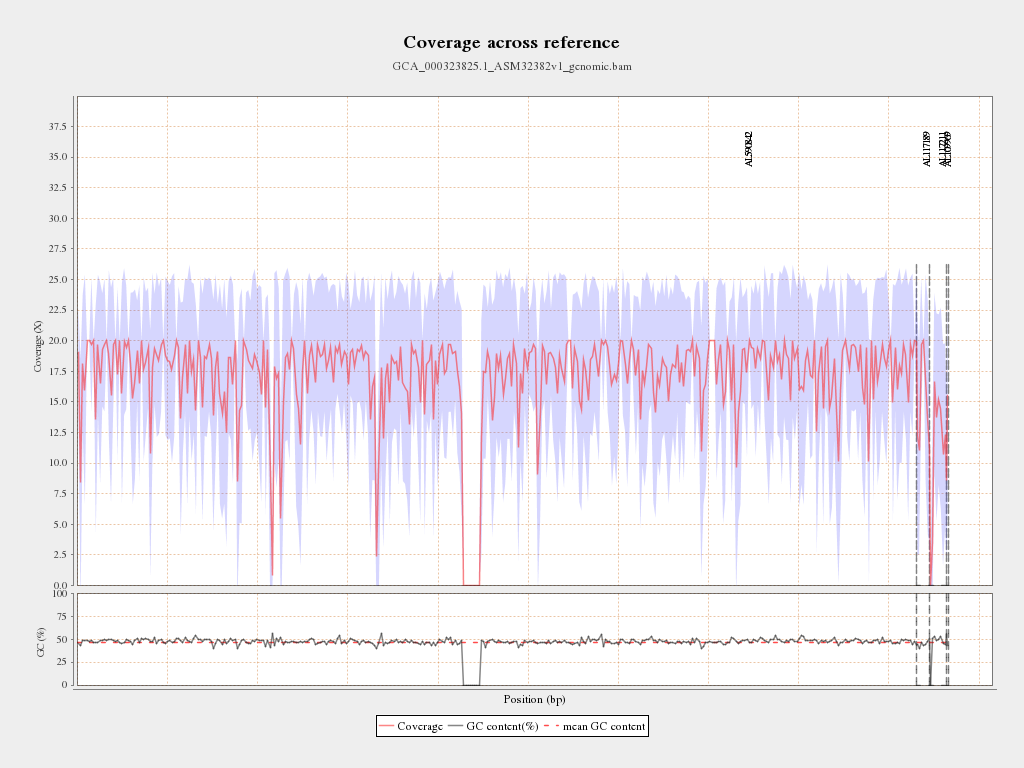 Coverage across reference
GCA_000323825.1_ASM32382v1_genomic.bam
37.5
35.0
32.5
30.0
27.5
25.0
22.5
20.0
17.5
15.0
12.5
10.0
7.5
5.0
2.5
0.0
Coverage (X)
AL590842
AL117189
AL117211
AL109969
100
75
50
25
0
GC (%)
Position (bp)
Coverage GC content(%) mean GC content